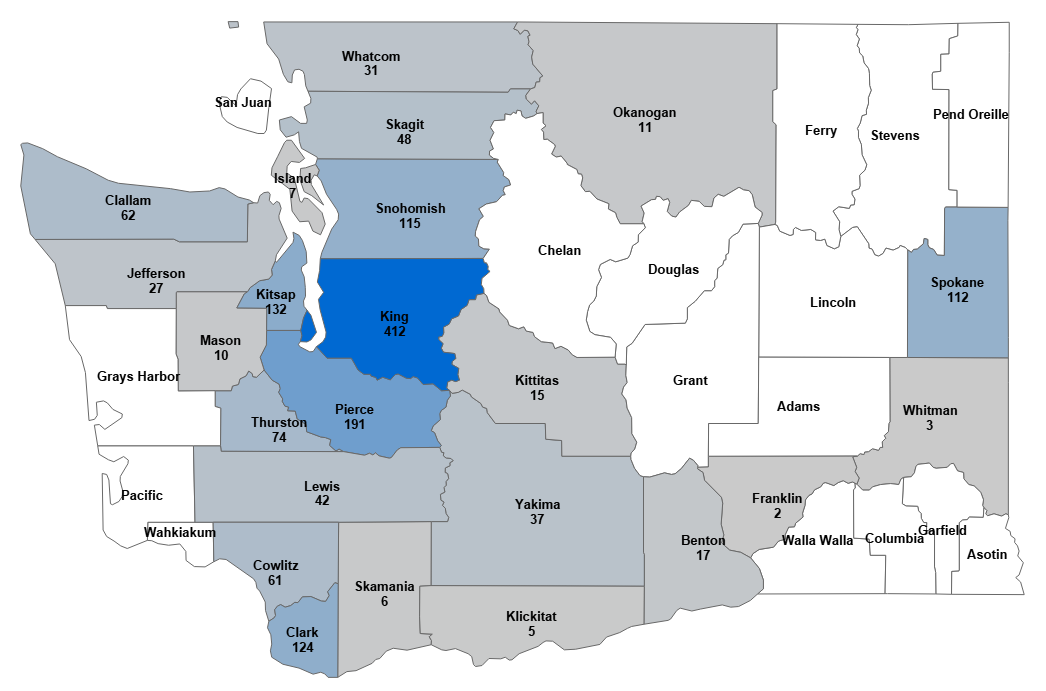 Whatcom
31
San Juan
Skagit
48
Okanogan
11
Ferry
Stevens
Pend Oreille
Island
7
Clallam
62
Snohomish
115
Chelan
Douglas
Jefferson
27
Kitsap
132
King
412
Lincoln
Spokane
112
Mason
10
Grays Harbor
Kittitas
15
Grant
Adams
Whitman
3
Thurston
74
Pierce
191
Pacific
Lewis
42
Yakima
37
Franklin
2
Wahkiakum
Benton
17
Walla Walla
Columbia
Garfield
Asotin
Cowlitz
61
Skamania
6
Klickitat
5
Clark
124